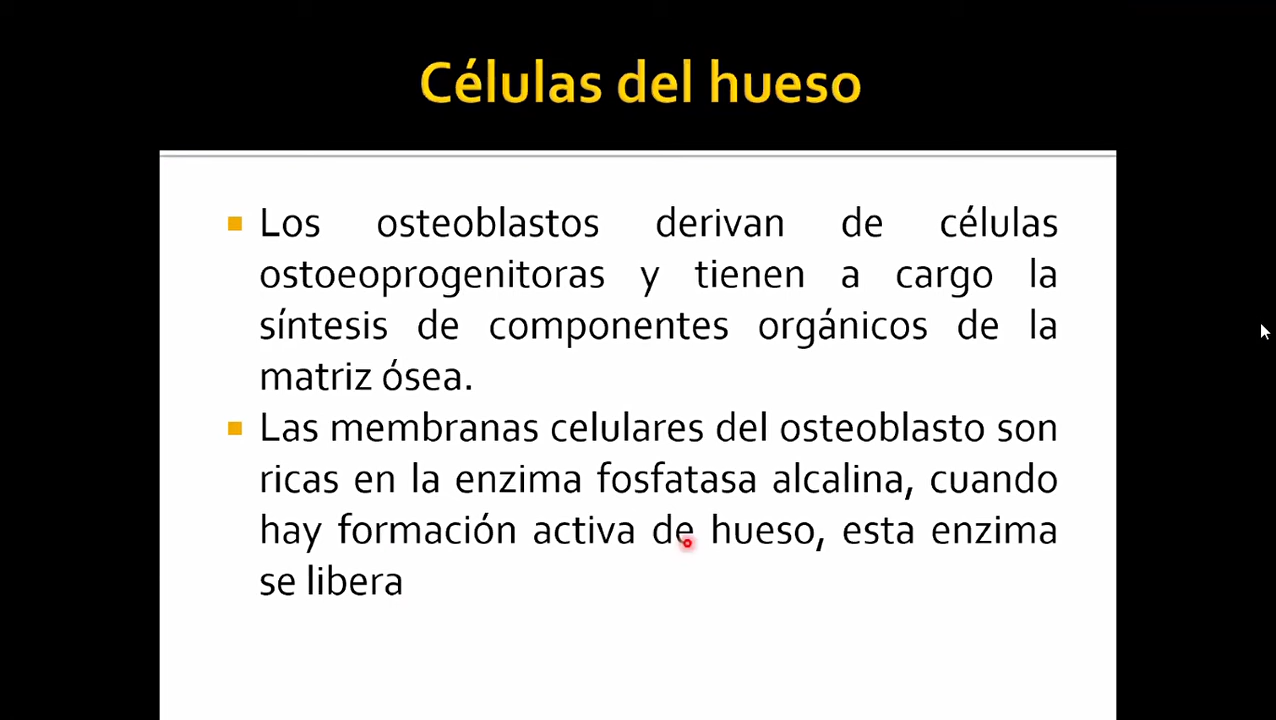 Células del hueso
Los osteoblastos derivan de células
ostoeoprogenitoras y tienen a cargo la
síntesis de componentes orgánicos de la
matriz ósea.
Las membranas celulares del osteoblasto son
ricas en la enzima fosfatasa alcalina, cuando
hay formación activa de hueso, esta enzima
se libera